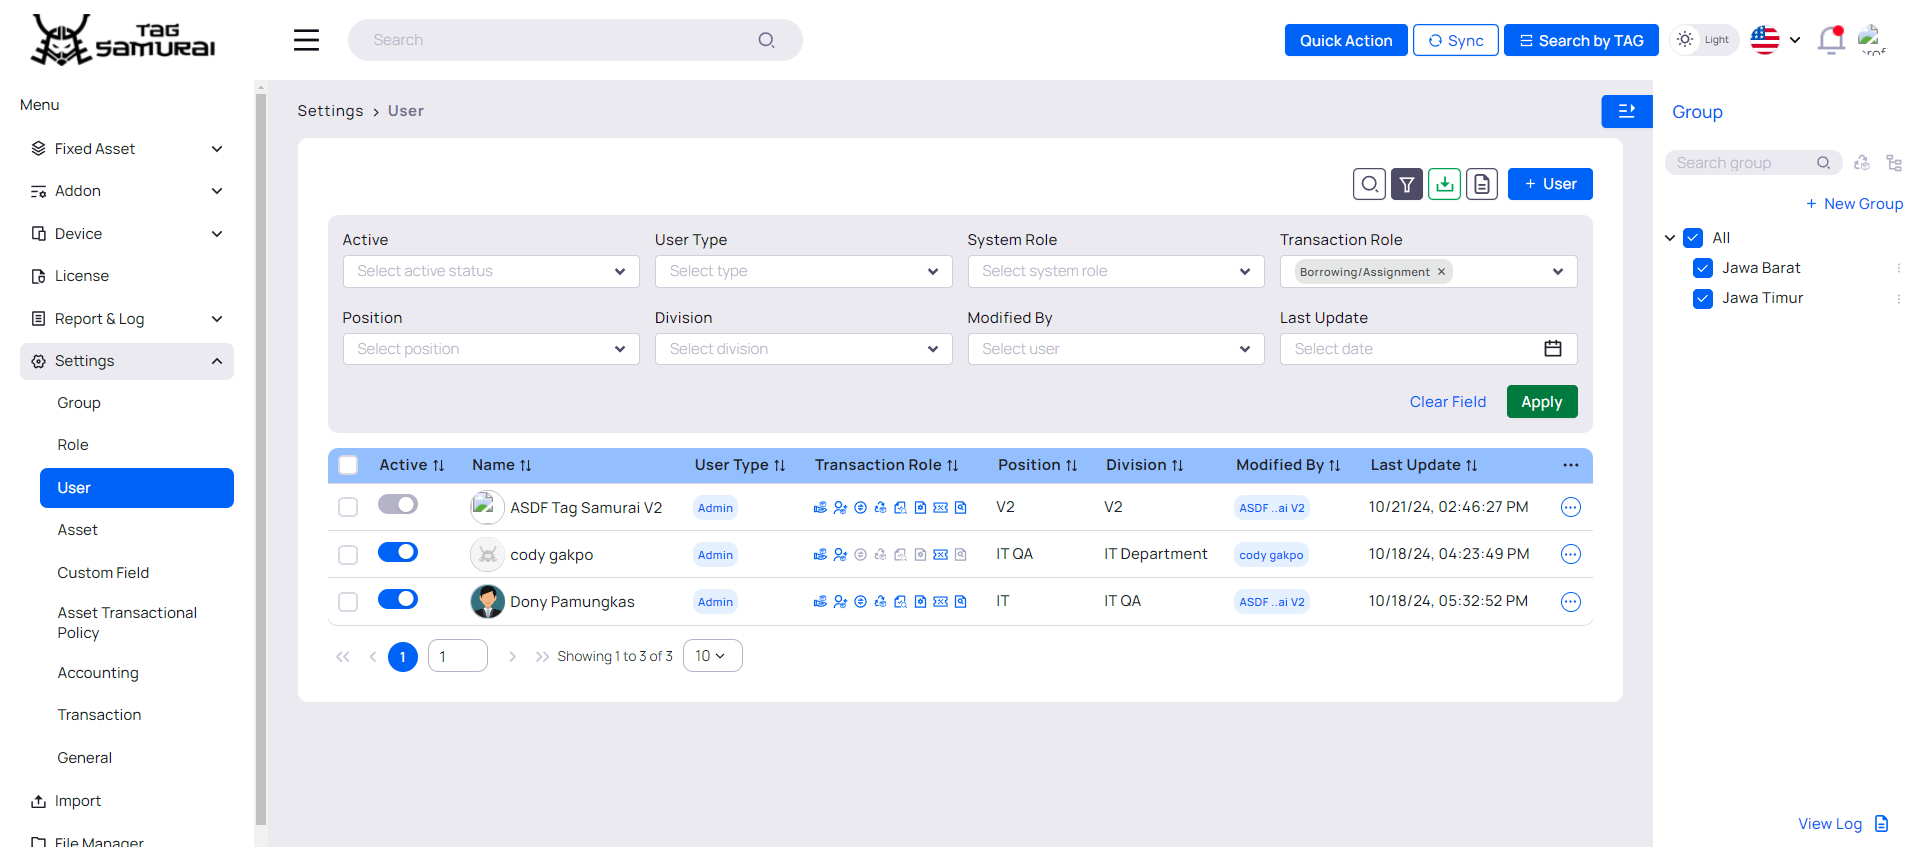 TAG
SAMURAI
Search
Quick Action
Sync
Search by TAG
Light
Menu
Fixed Asset
Addon
Device
License
Report & Log
Settings
Group
Role
User
Asset
Custom Field
Asset Transactional
Policy
Accounting
Transaction
General
Import
File Manager
Settings > User
+ User
Active
User Type
System Role
Transaction Role
Select active status
Select type
Select system role
Borrowing/Assignment ×
Position
Division
Modified By
Last Update
Select position
Select division
Select user
Select date
Clear Field
Apply
Active Name User Type Transaction Role Position Division Modified By Last Update ...
ASDF Tag Samurai V2 Admin V2 V2 ASDF ..ai V2 10/21/24, 02:46:27 PM
cody gakpo Admin IT QA IT Department cody gakpo 10/18/24, 04:23:49 PM
Dony Pamungkas Admin IT IT QA ASDF ..ai V2 10/18/24, 05:32:52 PM
<< < 1 1 > >> Showing 1 to 3 of 3 10
Group
Search group
+ New Group
All
Jawa Barat
Jawa Timur
View Log